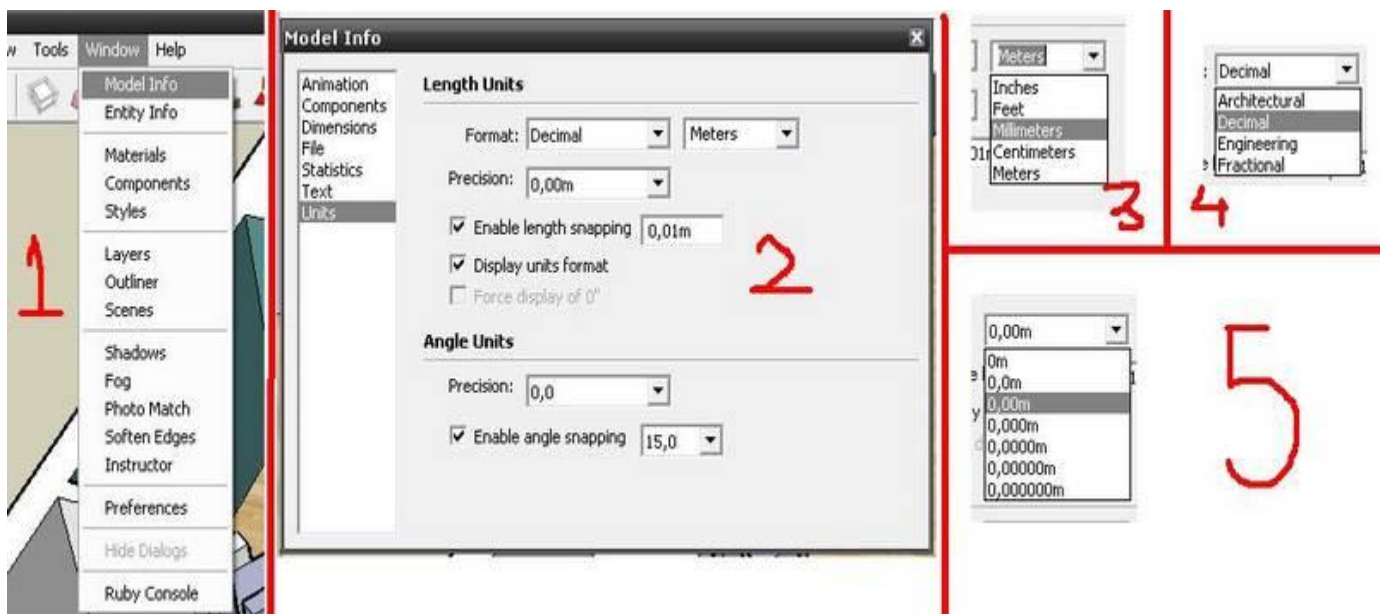 w Tools Window Help
Model Info
Entity Info
Materials
Components
Styles
Layers
Outliner
Scenes
Shadows
Fog
Photo Match
Soften Edges
Instructor
Preferences
Hide Dialogs
Ruby Console
1
Model Info
Animation
Components
Dimensions
File
Statistics
Text
Units
Length Units
Format: Decimal Meters
Precision: 0,00m
Enable length snapping 0,01m
Display units format
Force display of 0"
Angle Units
Precision: 0,0
Enable angle snapping 15,0
2
Meters
Inches
Feet
Milimeters
Centimeters
Meters
3
: Decimal
Architectural
Decimal
Engineering
Fractional
4
0,00m
0m
0,0m
0,00m
0,000m
0,0000m
0,00000m
0,000000m
5